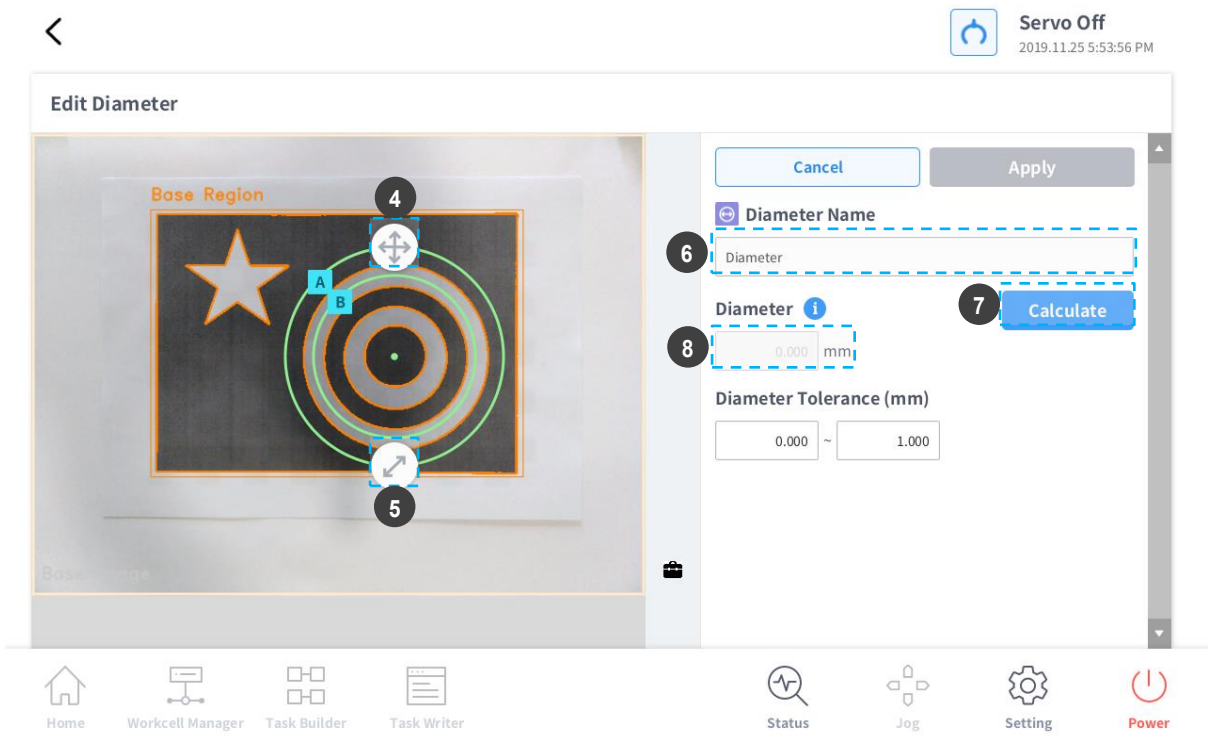 Servo Off
2019.11.25 5:53:56 PM
Edit Diameter
Base Region
4
A
B
5
Cancel
Apply
Diameter Name
6
Diameter
Diameter i
7
Calculate
8
0.000 mm
Diameter Tolerance (mm)
0.000 ~ 1.000
Home
Workcell Manager
Task Builder
Task Writer
Status
Jog
Setting
Power